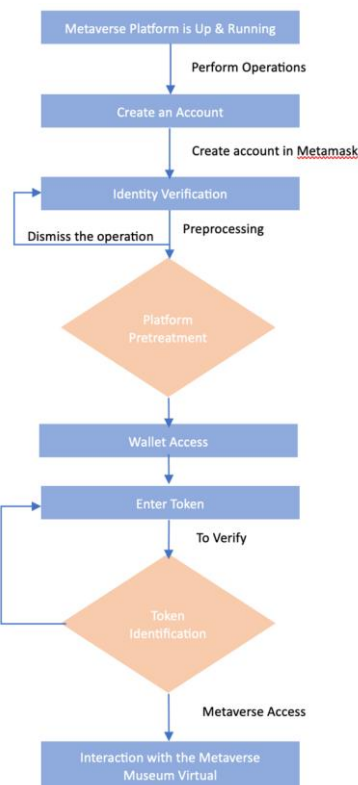 Metaverse Platform is Up & Running
Perform Operations
Create an Account
Create account in Metamask
Identity Verification
Dismiss the operation
Preprocessing
Platform
Pretreatment
Wallet Access
Enter Token
To Verify
Token
Identification
Metaverse Access
Interaction with the Metaverse
Museum Virtual